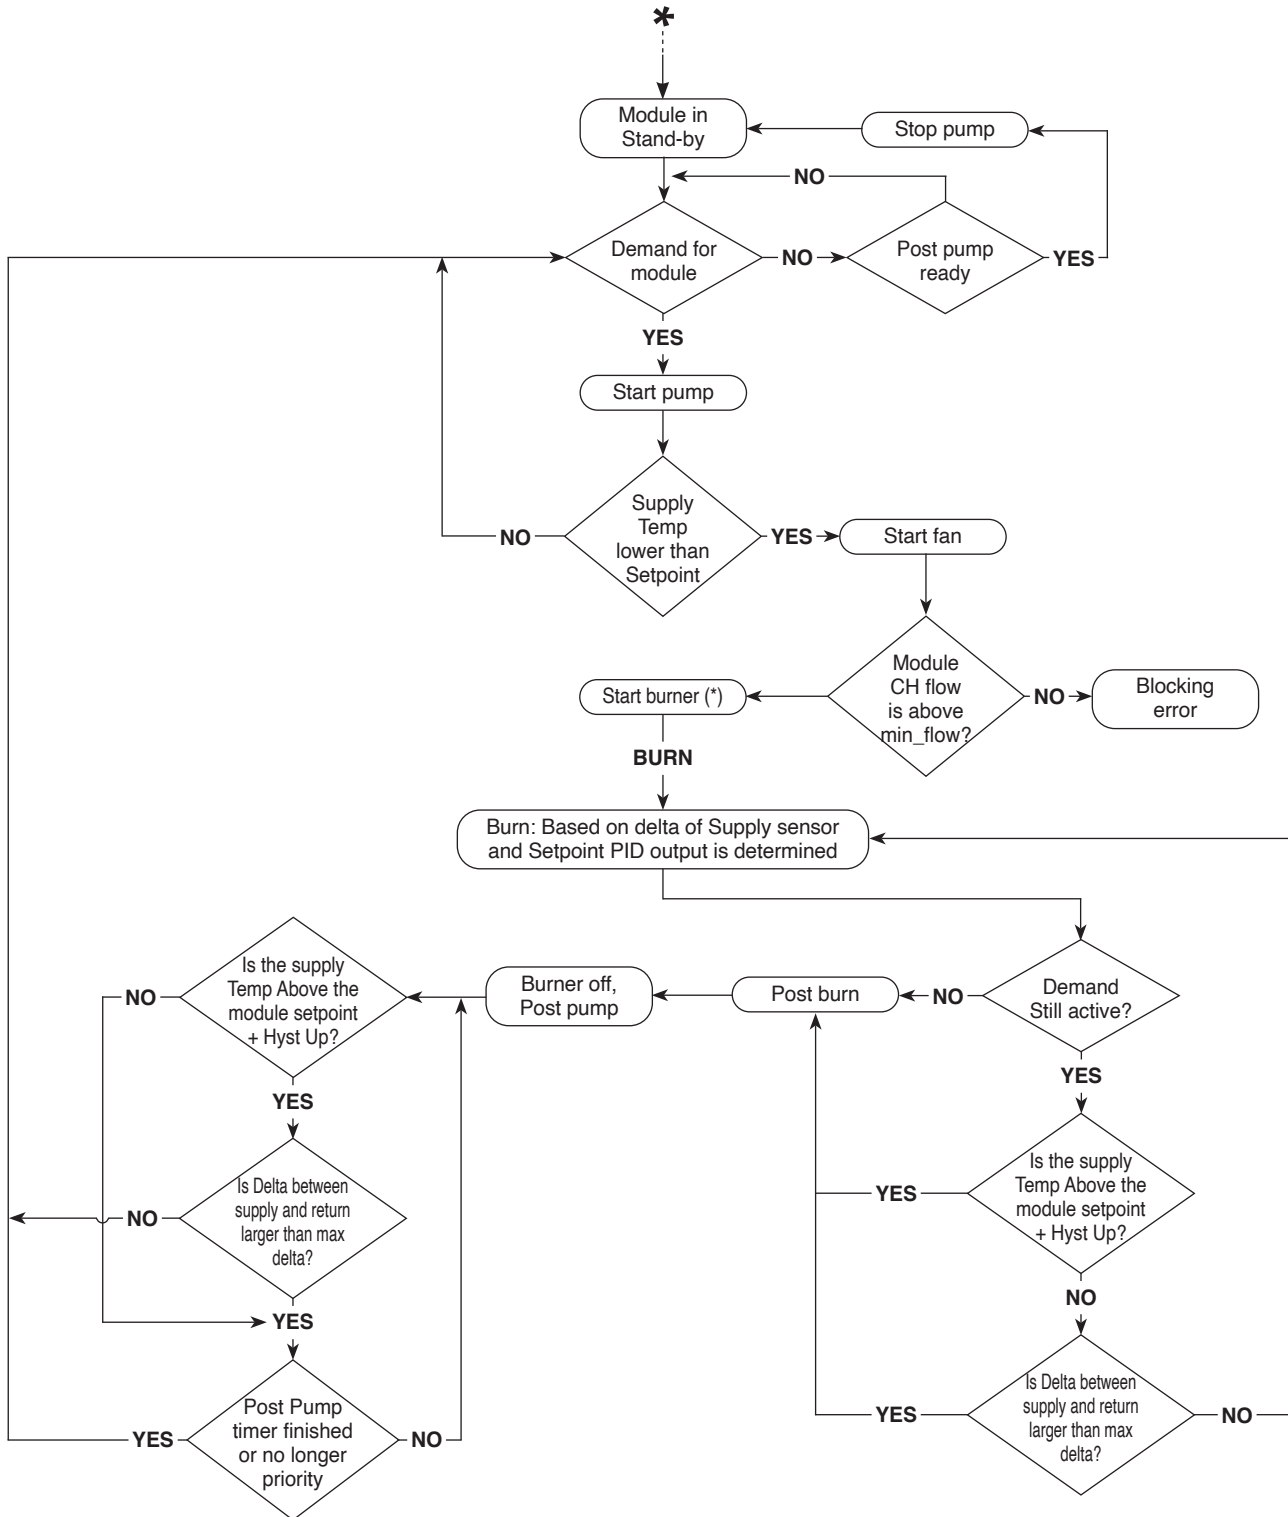 *
Module in
Stand-by
Stop pump
NO
Demand for
module
NO
Post pump
ready
YES
YES
Start pump
Supply
Temp
lower than
Setpoint
NO
YES
Start fan
Module
CH flow
is above
min_flow?
NO
Blocking
error
Start burner (*)
BURN
Burn: Based on delta of Supply sensor
and Setpoint PID output is determined
Demand
Still active?
NO
Post burn
Burner off,
Post pump
Is the supply
Temp Above the
module setpoint
+ Hyst Up?
NO
YES
YES
Is the supply
Temp Above the
module setpoint
+ Hyst Up?
YES
NO
Is Delta between
supply and return
larger than max
delta?
NO
YES
Is Delta between
supply and return
larger than max
delta?
YES
NO
Post Pump
timer finished
or no longer
priority
YES
NO